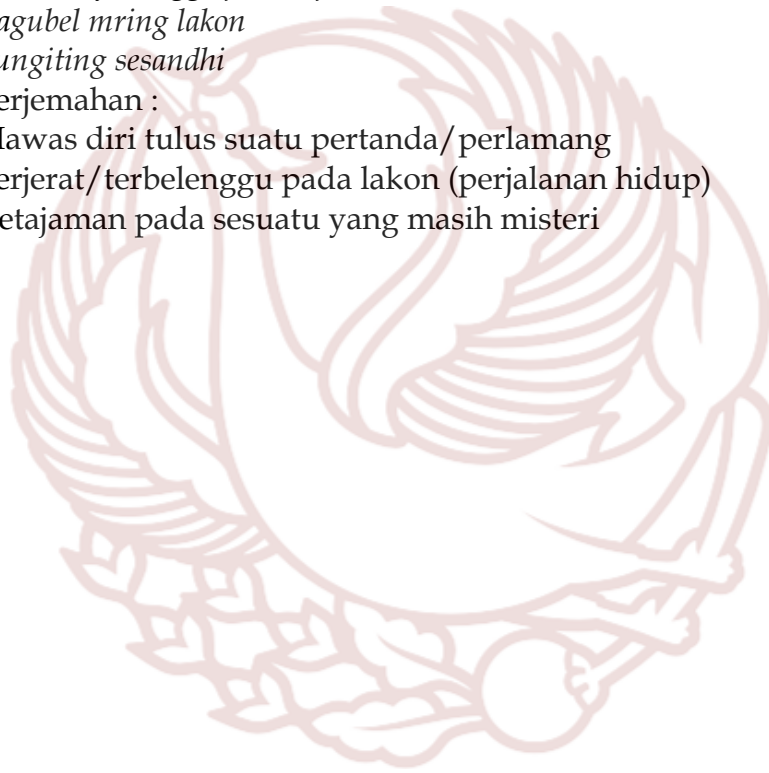 agubel mring lakon
ungiting sesandhi
erjemahan :
awas diri tulus suatu pertanda/perlamang
erjerat/terbelenggu pada lakon (perjalanan hidup)
etajaman pada sesuatu yang masih misteri